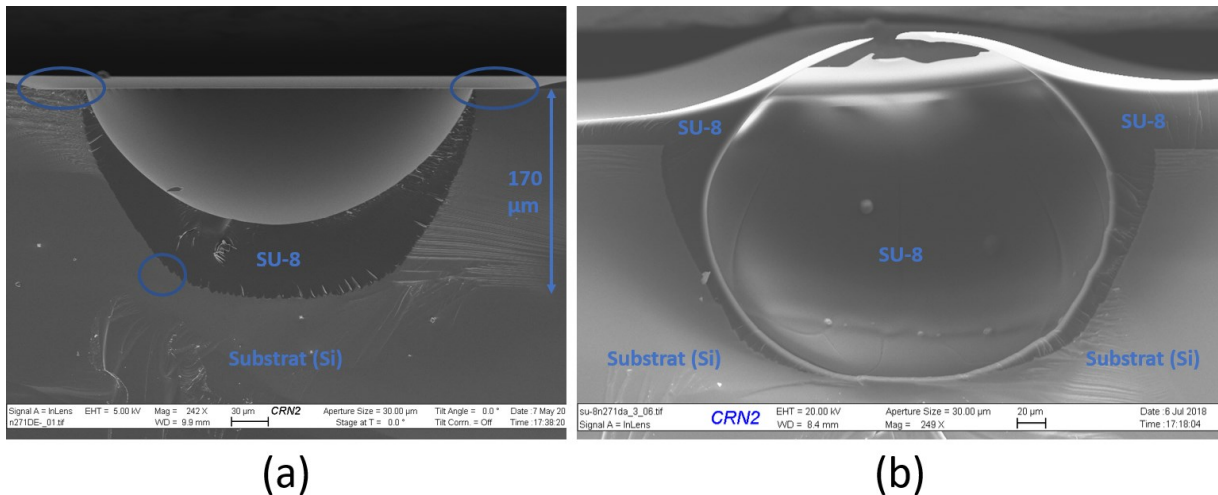 170
µm
SU-8
Substrat (Si)
Signal A = InLens EHT = 5.00 kV Mag = 242 X 30 µm CRN2 Aperture Size = 30.00 µm Tilt Angle = 0.0° Date :7 May 20
n271DE-_01.tif WD = 9.9 mm Stage at T = 0.0° Tilt Corrn. = Off Time :17:38:20
(a)
SU-8
SU-8
SU-8
Substrat (Si)
Substrat (Si)
su-8n271da_3_06.tif EHT = 20.00 kV Aperture Size = 30.00 µm 20 µm Date :6 Jul 2018
Signal A = InLens CRN2 WD = 8.4 mm Mag = 249 X Time :17:18:04
(b)